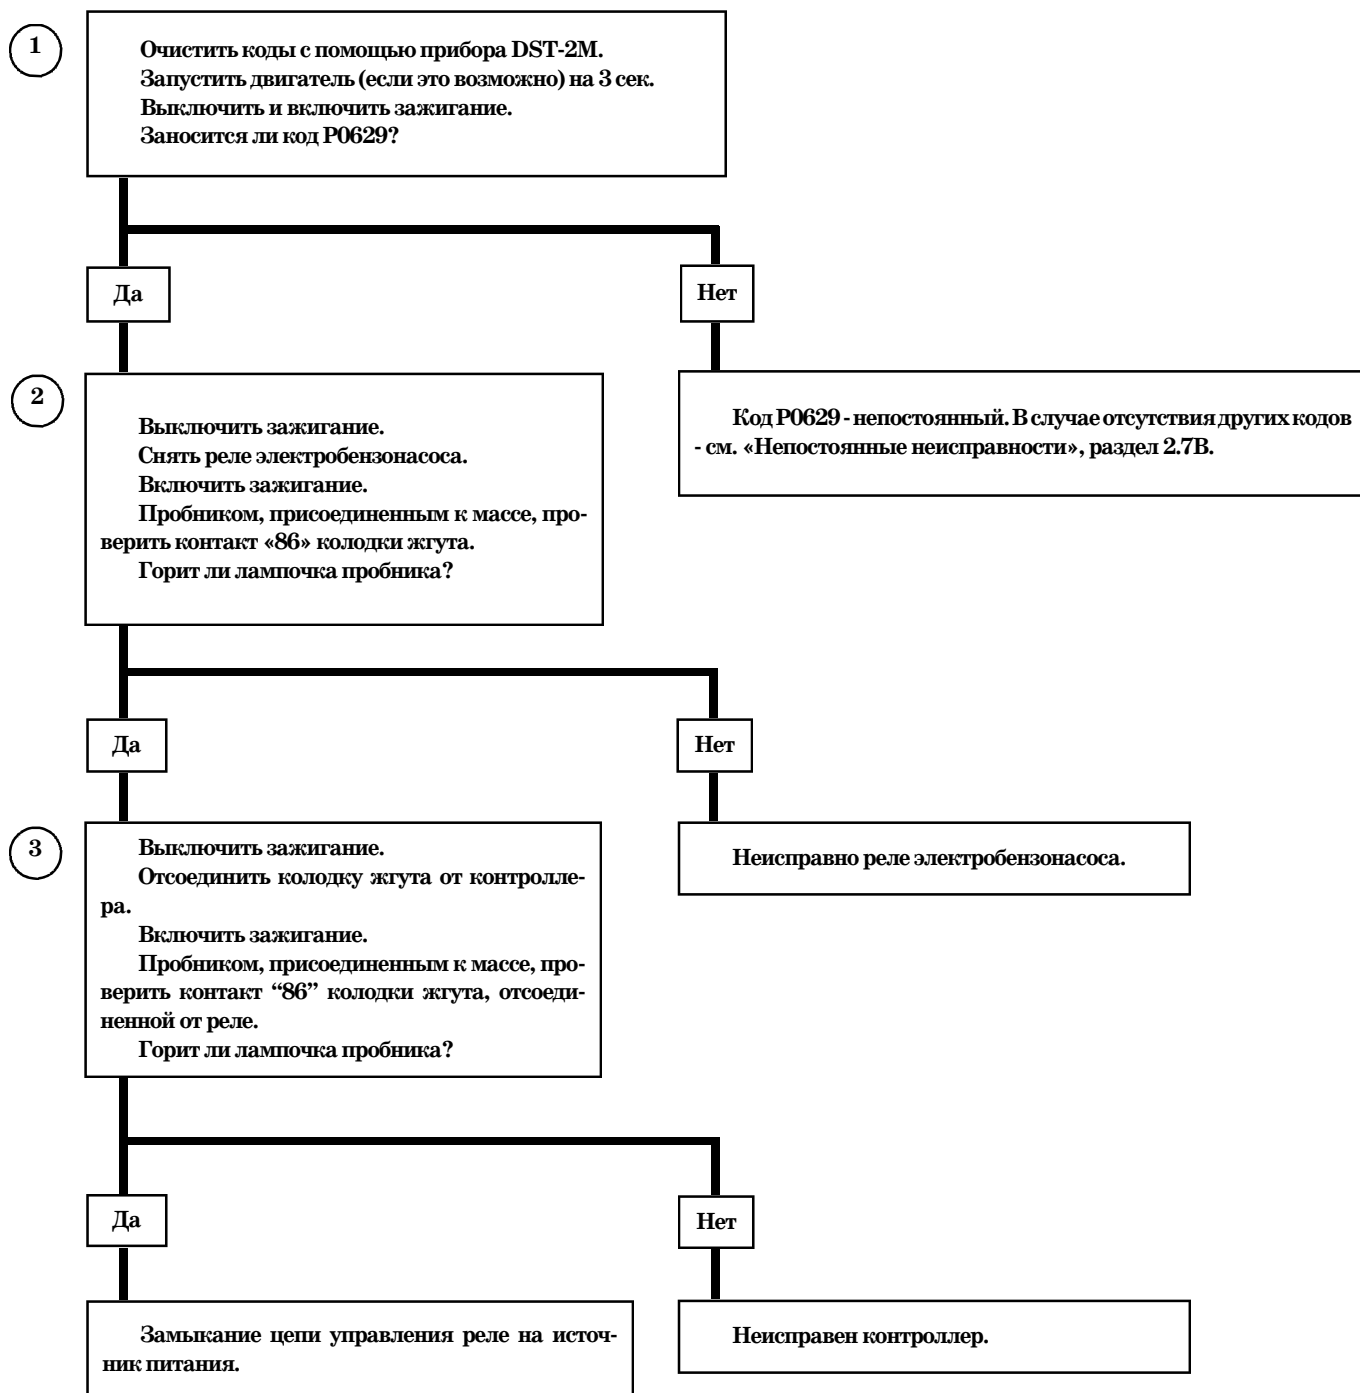 1
Очистить коды с помощью прибора DST-2M.
Запустить двигатель (если это возможно) на 3 сек.
Выключить и включить зажигание.
Заносится ли код P0629?
Да
Нет
2
Выключить зажигание.
Снять реле электробензонасоса.
Включить зажигание.
Пробником, присоединенным к массе, про-
верить контакт «86» колодки жгута.
Горит ли лампочка пробника?
Код P0629 - непостоянный. В случае отсутствия других кодов
- см. «Непостоянные неисправности», раздел 2.7В.
Да
Нет
3
Выключить зажигание.
Отсоединить колодку жгута от контролле-
ра.
Включить зажигание.
Пробником, присоединенным к массе, про-
верить контакт “86” колодки жгута, отсоеди-
ненной от реле.
Горит ли лампочка пробника?
Неисправно реле электробензонасоса.
Да
Нет
Замыкание цепи управления реле на источ-
ник питания.
Неисправен контроллер.